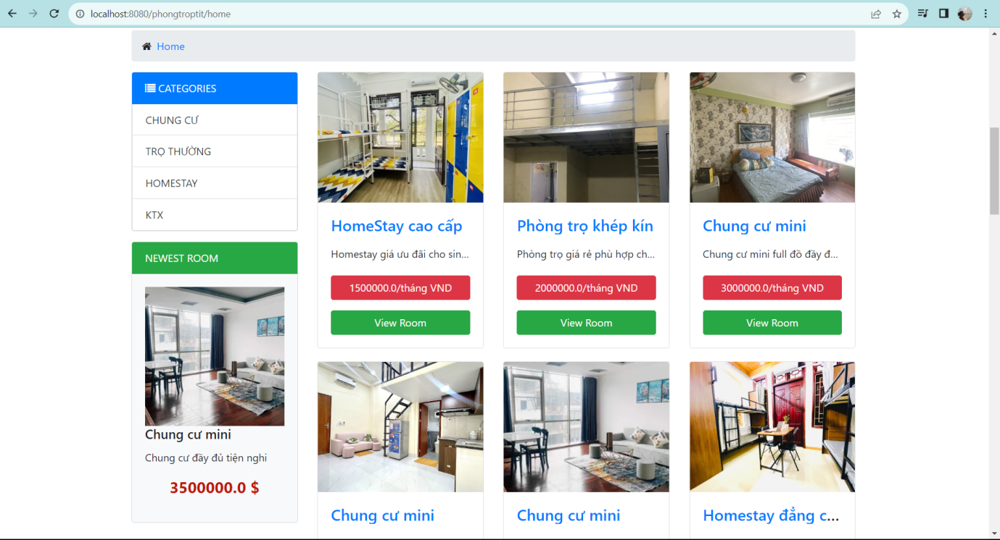 localhost:8080/phongtroptit/home
Home
CATEGORIES
CHUNG CƯ
TRỌ THƯỜNG
HOMESTAY
KTX
NEWEST ROOM
Chung cư mini
Chung cư đầy đủ tiện nghi
3500000.0 $
HomeStay cao cấp
Homestay giá ưu đãi cho sin...
1500000.0/tháng VND
View Room
Phòng trọ khép kín
Phòng trọ giá rẻ phù hợp ch...
2000000.0/tháng VND
View Room
Chung cư mini
Chung cư mini full đồ đầy đ...
3000000.0/tháng VND
View Room
Chung cư mini
Chung cư mini
Homestay đẳng c...